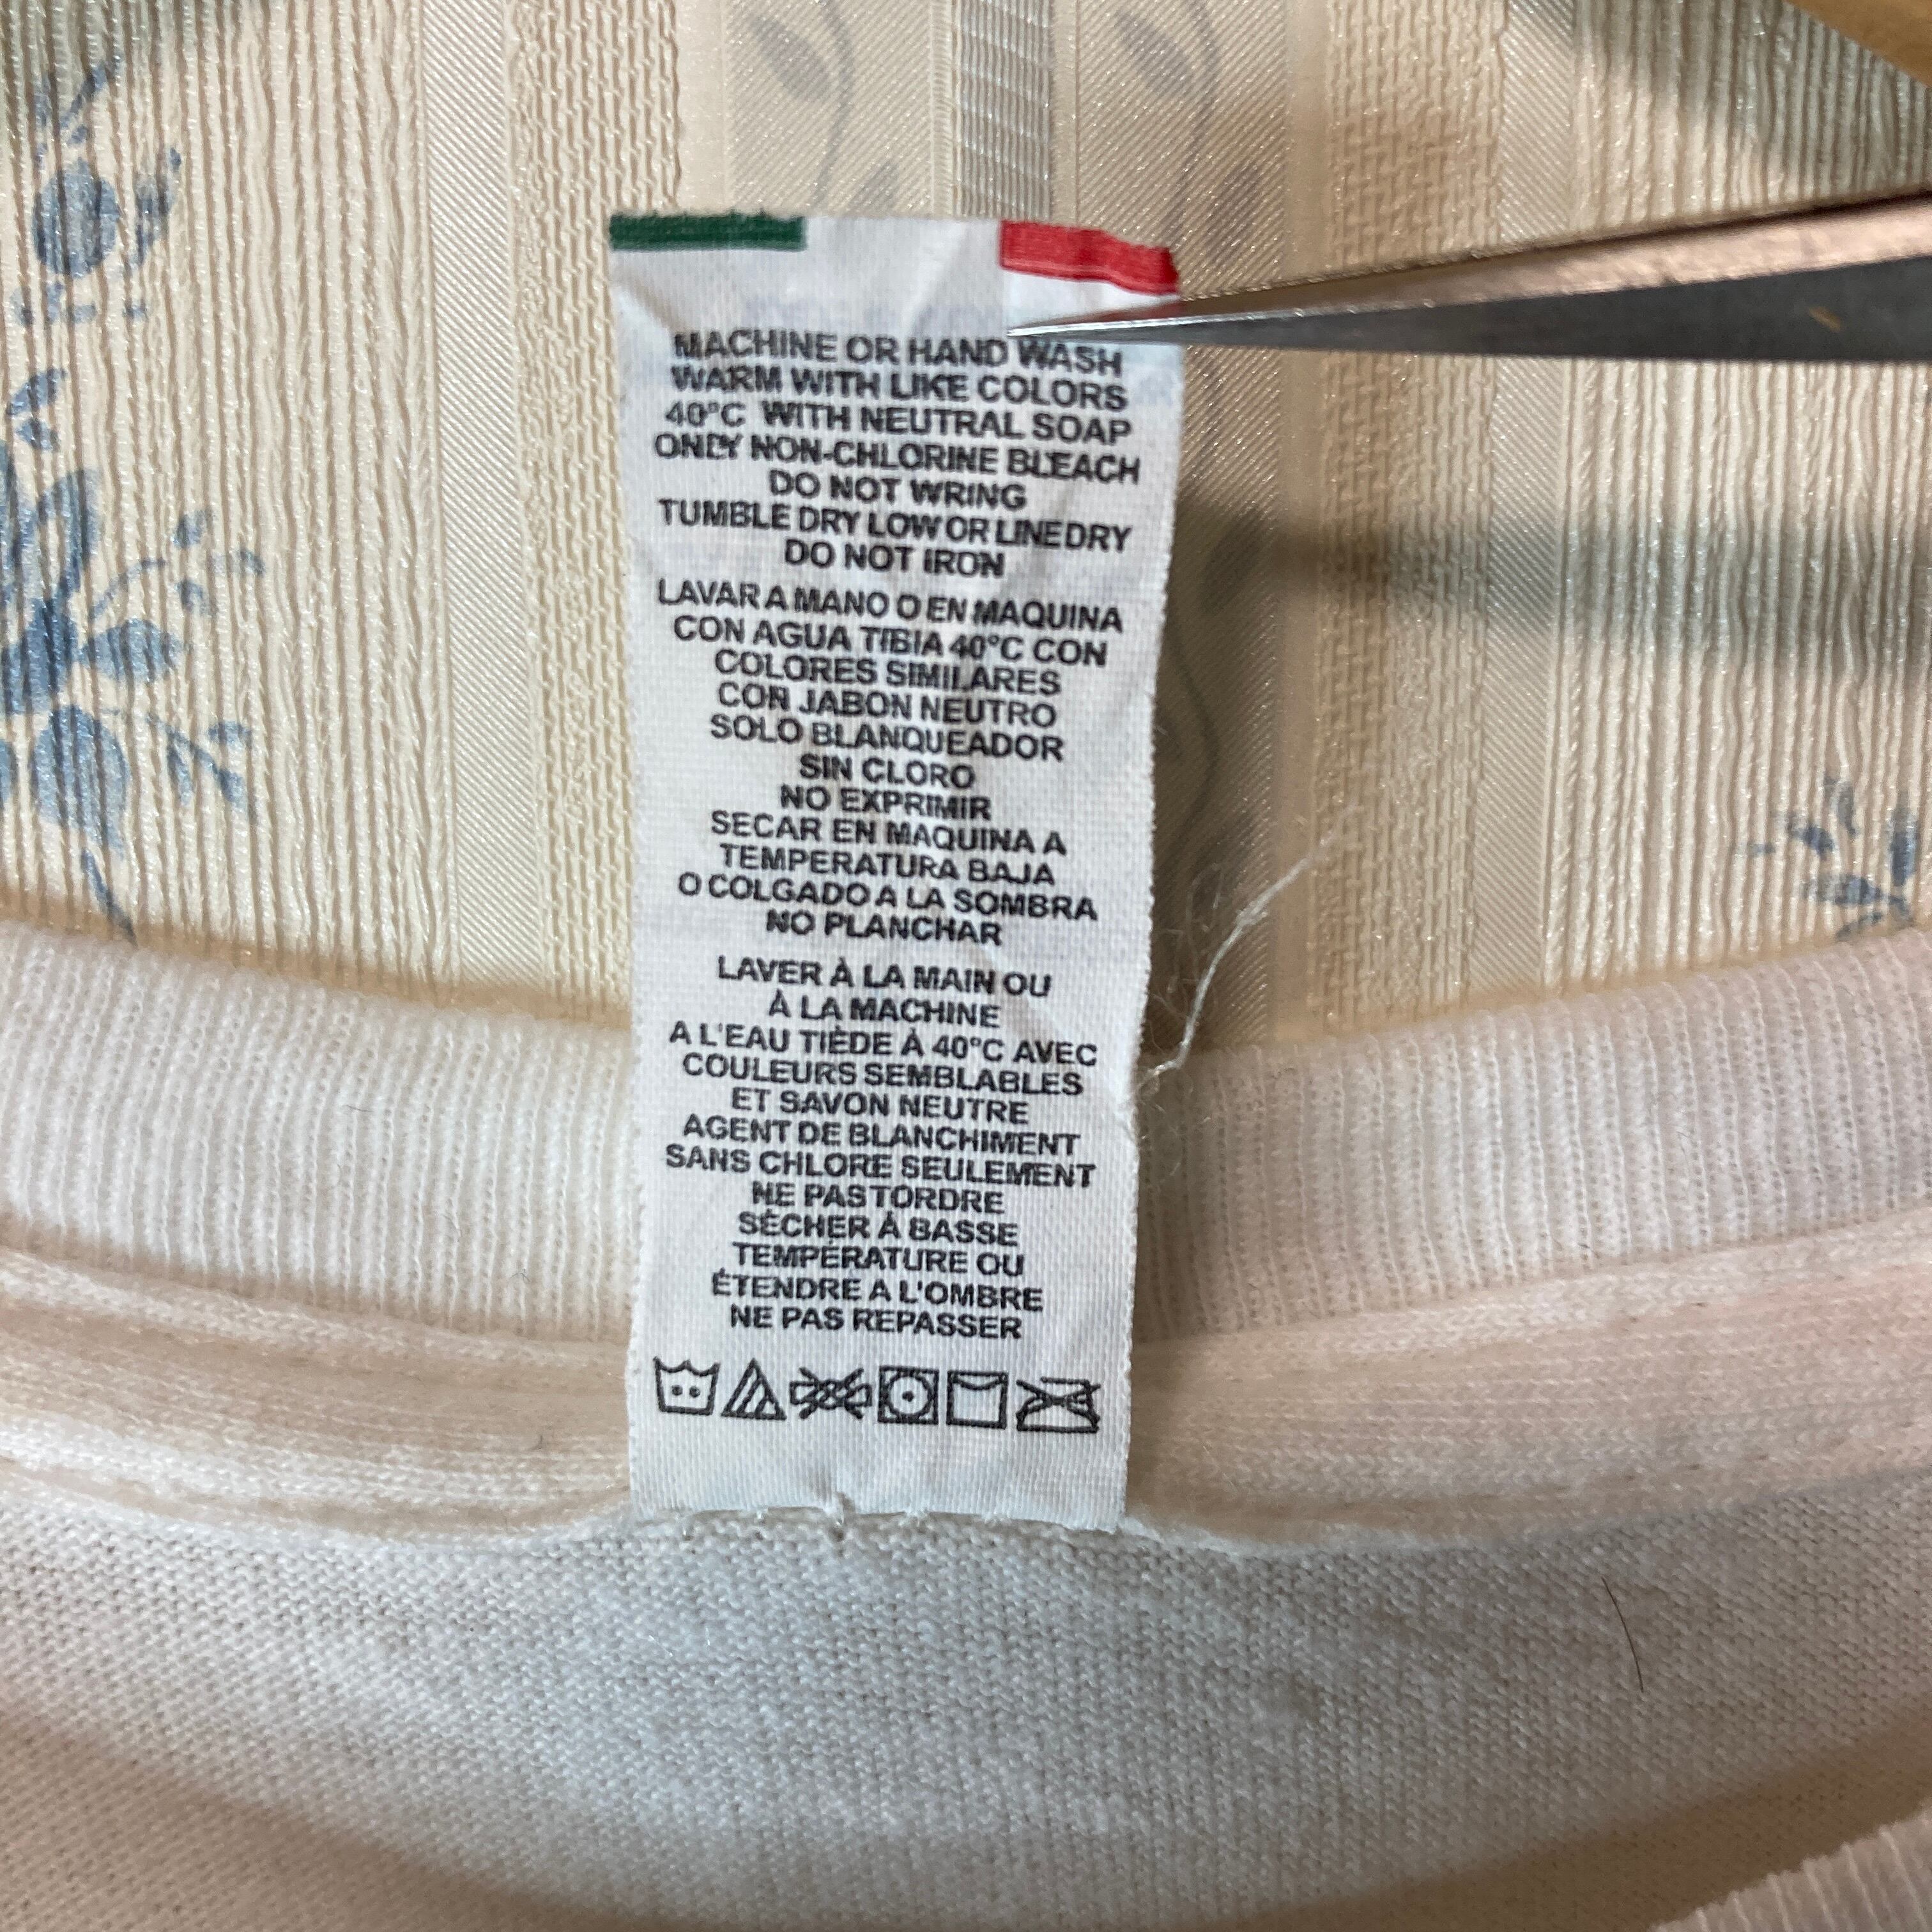 MACHINE OR HAND WASH
WARM WITH LIKE COLORS
40°C WITH NEUTRAL SOAP
ONLY NON-CHLORINE BLEACH
DO NOT WRING
TUMBLE DRY LOW OR LINE DRY
DO NOT IRON
LAVAR A MANO O EN MAQUINA
CON AGUA TIBIA 40°C CON
COLORES SIMILARES
CON JABON NEUTRO
SOLO BLANQUEADOR
SIN CLORO
NO EXPRIMIR
SECAR EN MAQUINA A
TEMPERATURA BAJA
O COLGADO A LA SOMBRA
NO PLANCHAR
LAVER À LA MAIN OU
À LA MACHINE
A L'EAU TIÈDE À 40°C AVEC
COULEURS SEMBLABLES
ET SAVON NEUTRE
AGENT DE BLANCHIMENT
SANS CHLORE SEULEMENT
NE PAS TORDRE
SÉCHER À BASSE
TEMPÉRATURE OU
ÉTENDRE A L'OMBRE
NE PAS REPASSER